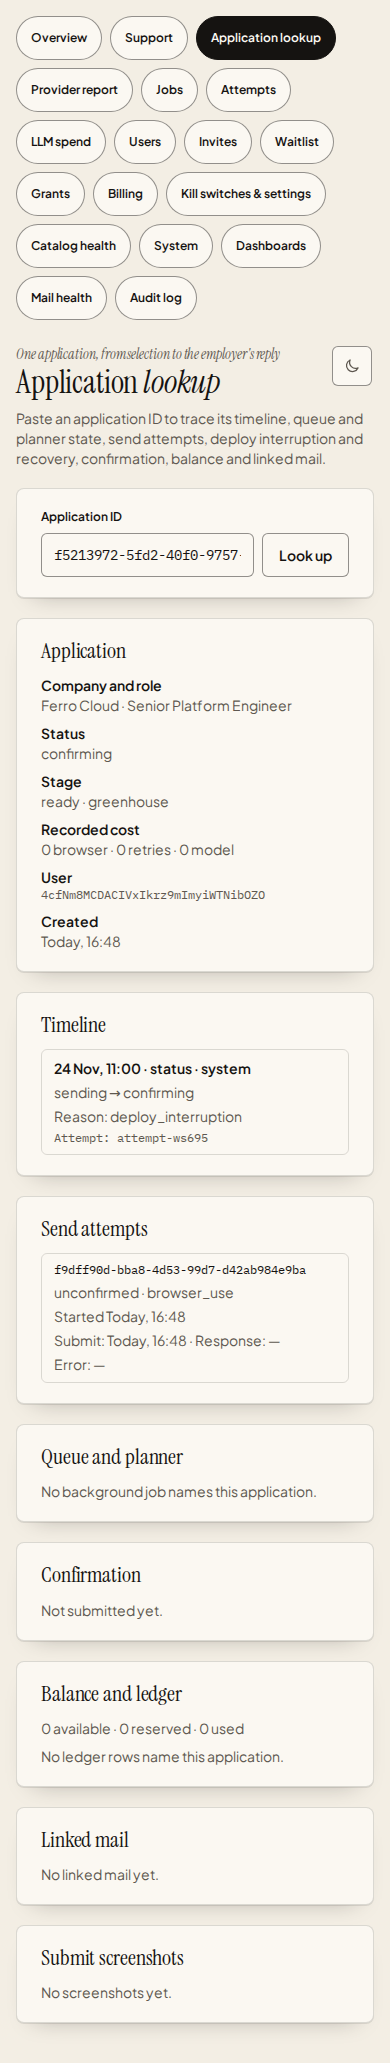 Overview Support Application lookup
Provider report Jobs Attempts
LLM spend Users Invites Waitlist
Grants Billing Kill switches & settings
Catalog health System Dashboards
Mail health Audit log
One application, from selection to the employer's reply
Application lookup
Paste an application ID to trace its timeline, queue and
planner state, send attempts, deploy interruption and
recovery, confirmation, balance and linked mail.
Application ID
f5213972-5fd2-40f0-9757- Look up
Application
Company and role
Ferro Cloud · Senior Platform Engineer
Status
confirming
Stage
ready · greenhouse
Recorded cost
0 browser · 0 retries · 0 model
User
4cfNm8MCDACIVxIkrz9mImyiWTNibOZO
Created
Today, 16:48
Timeline
24 Nov, 11:00 · status · system
sending → confirming
Reason: deploy_interruption
Attempt: attempt-ws695
Send attempts
f9dff90d-bba8-4d53-99d7-d42ab984e9ba
unconfirmed · browser_use
Started Today, 16:48
Submit: Today, 16:48 · Response: —
Error: —
Queue and planner
No background job names this application.
Confirmation
Not submitted yet.
Balance and ledger
0 available · 0 reserved · 0 used
No ledger rows name this application.
Linked mail
No linked mail yet.
Submit screenshots
No screenshots yet.